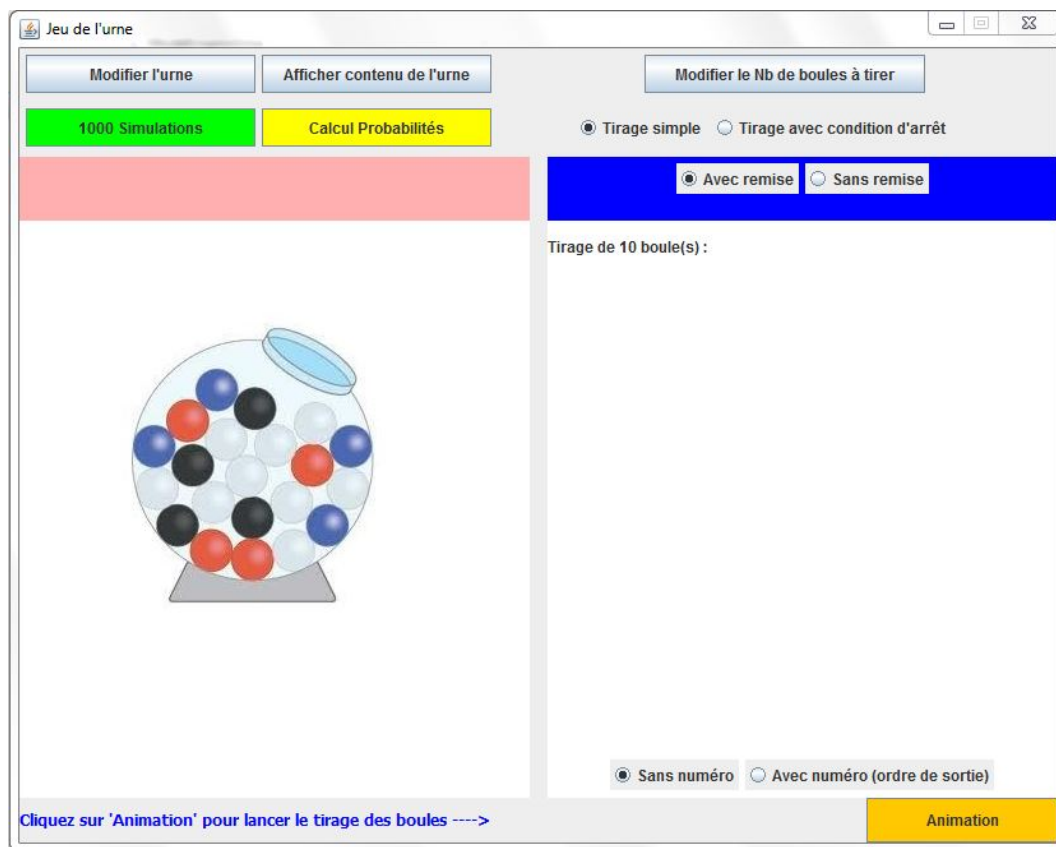 Jeu de l'urne
Modifier l'urne Afficher contenu de l'urne Modifier le Nb de boules à tirer
1000 Simulations Calcul Probabilités Tirage simple Tirage avec condition d'arrêt
Avec remise Sans remise
Tirage de 10 boule(s) :
Sans numéro Avec numéro (ordre de sortie)
Cliquez sur 'Animation' pour lancer le tirage des boules ----> Animation